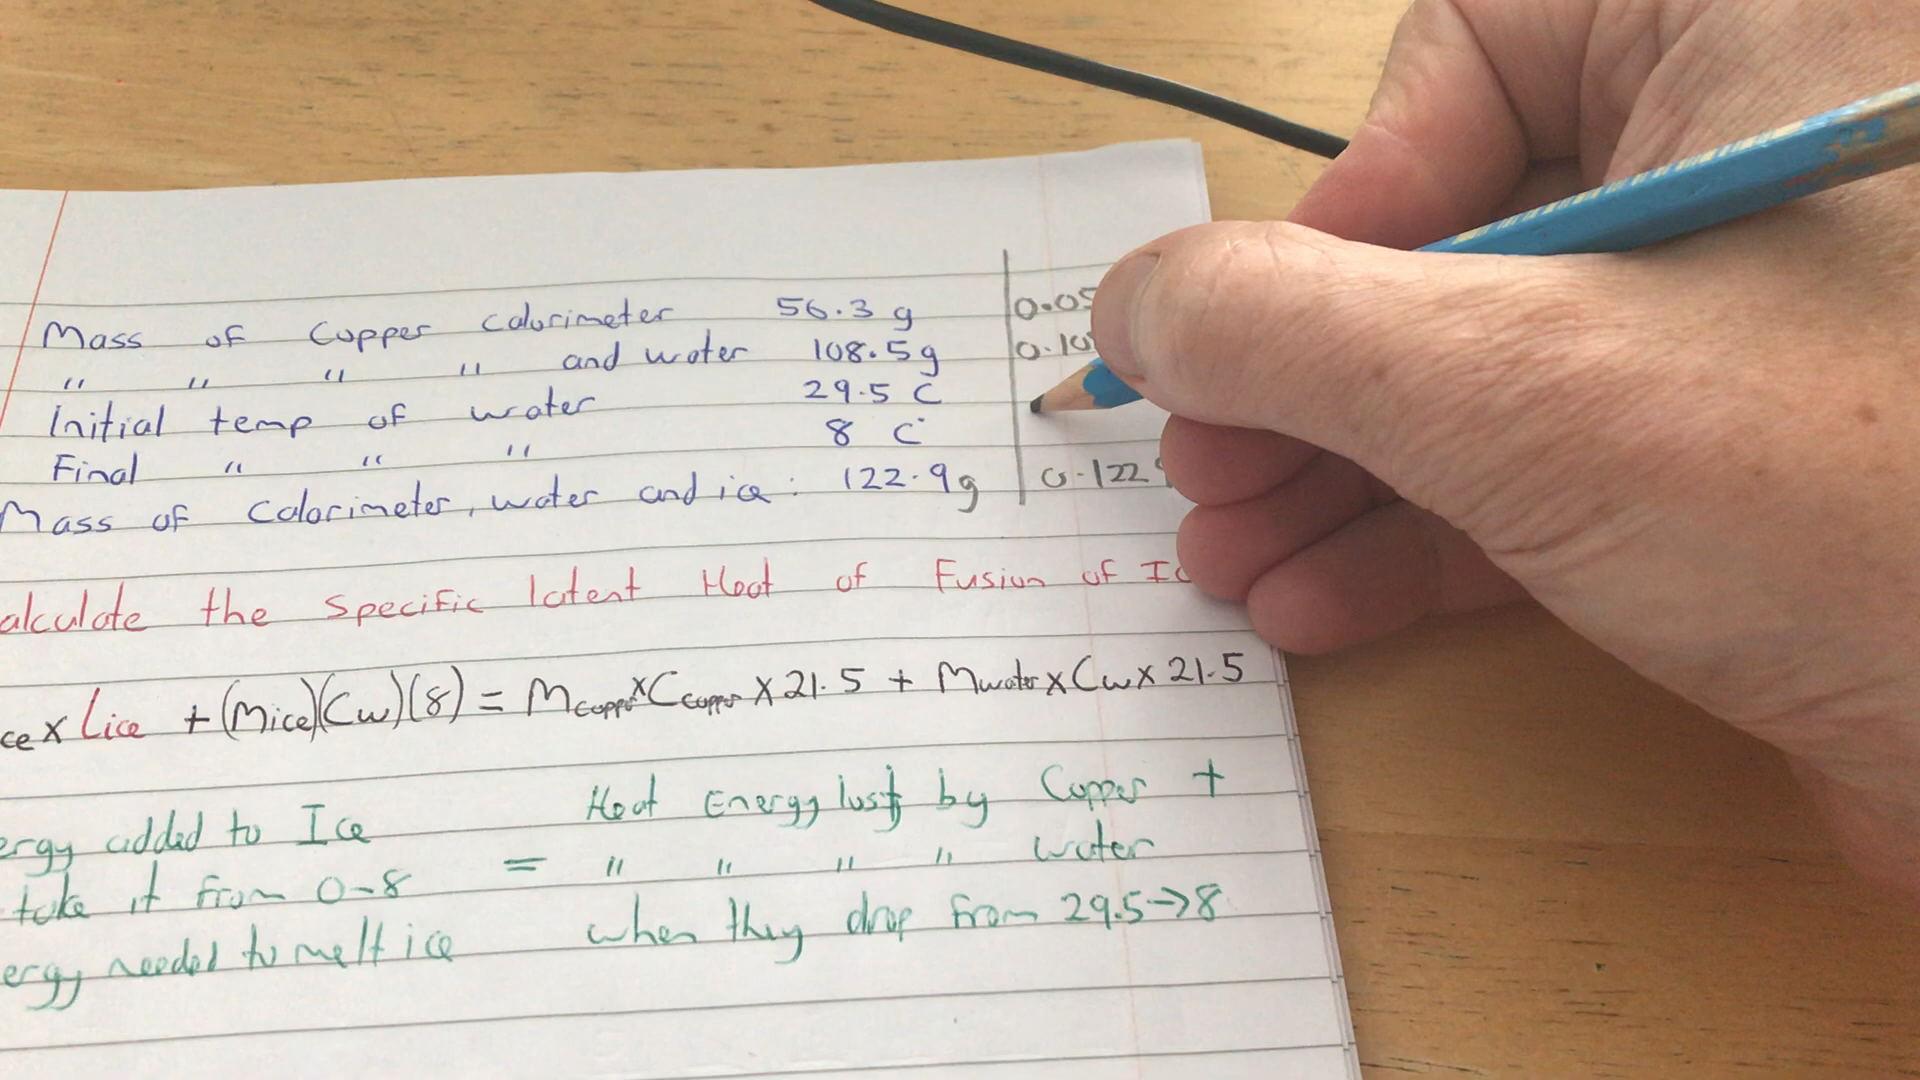 Mass of Copper calorimeter 56.3 g 0.05
" " " " and water 108.5g 0.10
Initial temp of water 29.5 C
Final " " " 8 C
Mass of Calorimeter, water and ice : 122.9g 0.122
alculate the specific latent Heat of Fusion of Ic
ce x Lice + (Mice)(Cw)(8) = Mcopper x Ccopper x 21.5 + Mwater x Cw x 21.5
ergy added to Ice Heat Energy lost by Copper +
take it from 0-8 = " " " " water
ergy needed to melt ice when they drop from 29.5→8